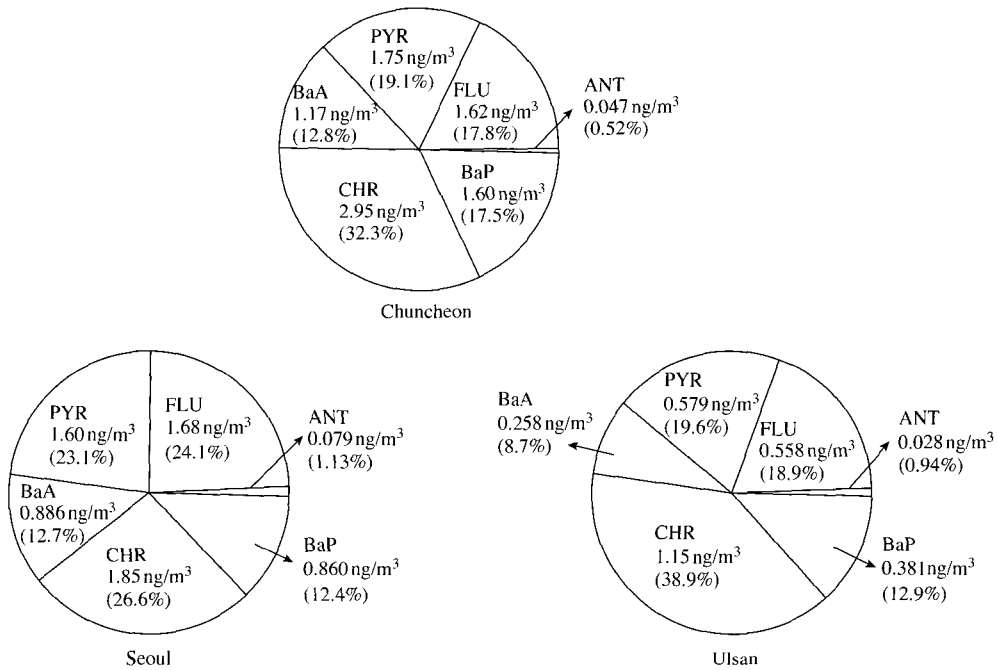 PYR
1.75 ng/m³
(19.1%)
BaA
1.17 ng/m³
(12.8%)
FLU
1.62 ng/m³
(17.8%)
ANT
0.047 ng/m³
(0.52%)
CHR
2.95 ng/m³
(32.3%)
BaP
1.60 ng/m³
(17.5%)
Chuncheon
PYR
1.60 ng/m³
(23.1%)
FLU
1.68 ng/m³
(24.1%)
ANT
0.079 ng/m³
(1.13%)
BaA
0.886 ng/m³
(12.7%)
CHR
1.85 ng/m³
(26.6%)
BaP
0.860 ng/m³
(12.4%)
Seoul
BaA
0.258 ng/m³
(8.7%)
PYR
0.579 ng/m³
(19.6%)
FLU
0.558 ng/m³
(18.9%)
ANT
0.028 ng/m³
(0.94%)
CHR
1.15 ng/m³
(38.9%)
BaP
0.381 ng/m³
(12.9%)
Ulsan